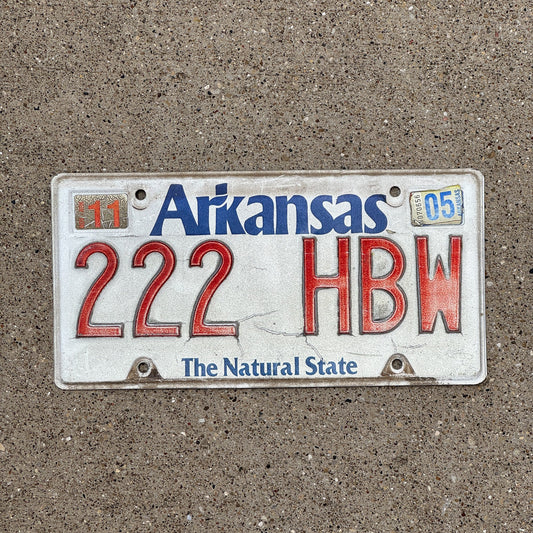 11 Arkansas 05
222 HBW
The Natural State